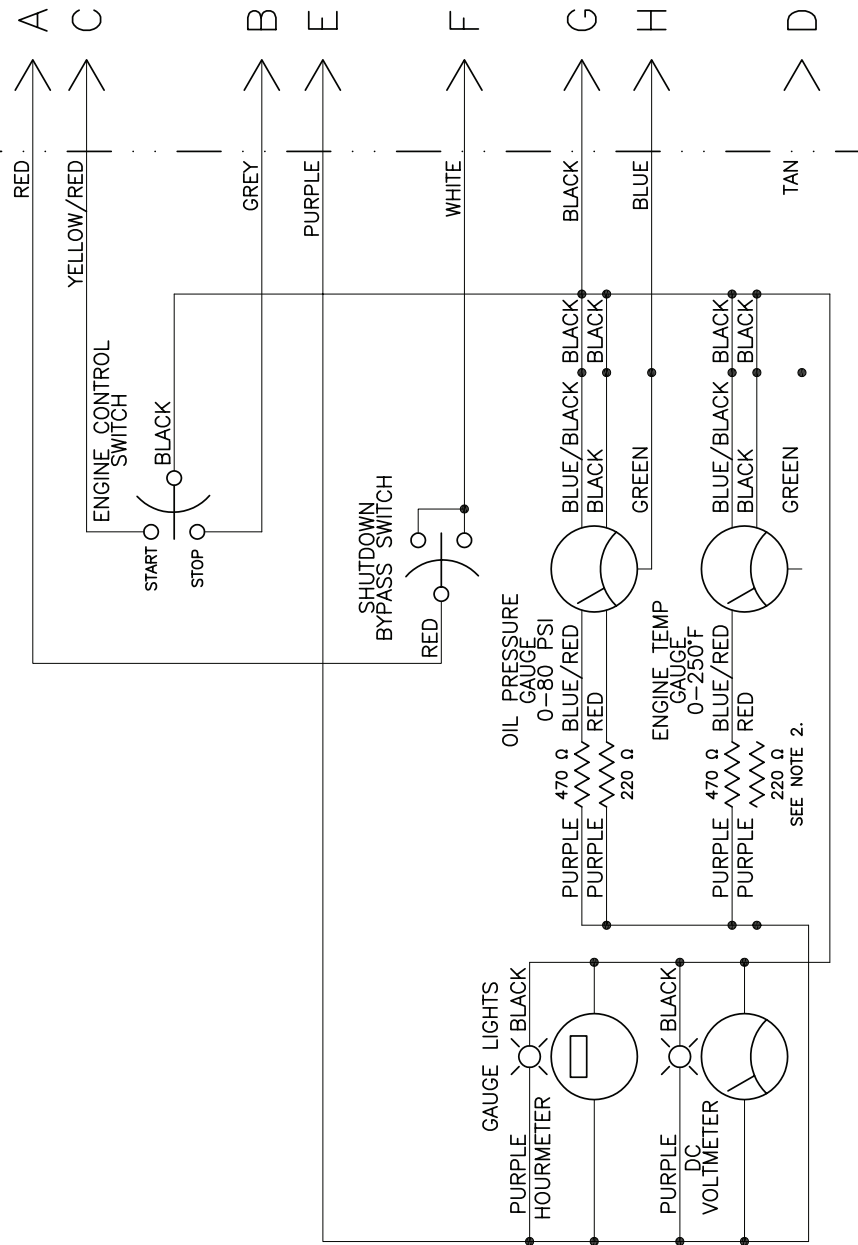 A
C
B
E
F
G
H
D
RED
YELLOW/RED
GREY
PURPLE
WHITE
BLACK
BLUE
TAN
ENGINE CONTROL
SWITCH
BLACK
START
STOP
SHUTDOWN
BYPASS SWITCH
RED
BLACK
BLACK
BLACK
BLACK
BLUE/BLACK
BLACK
GREEN
BLUE/BLACK
BLACK
GREEN
OIL PRESSURE
GAUGE
0-80 PSI
BLUE/RED
RED
ENGINE TEMP
GAUGE
0-250°F
BLUE/RED
RED
470 Ω
220 Ω
470 Ω
220 Ω
SEE NOTE 2.
PURPLE
PURPLE
PURPLE
PURPLE
GAUGE LIGHTS
BLACK
BLACK
PURPLE
HOURMETER
PURPLE
DC
VOLTMETER